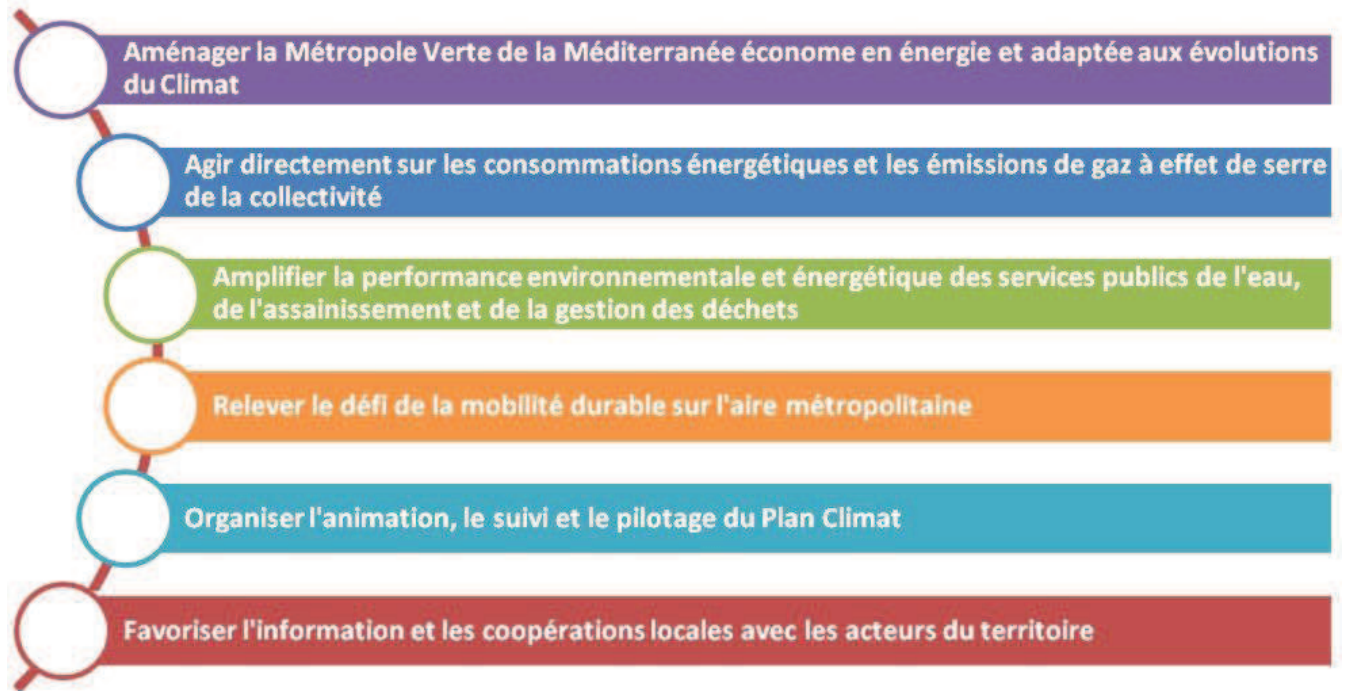 Aménager la Métropole Verte de la Méditerranée économe en énergie et adaptée aux évolutions
du Climat
Agir directement sur les consommations énergétiques et les émissions de gaz à effet de serre
de la collectivité
Amplifier la performance environnementale et énergétique des services publics de l'eau,
de l'assainissement et de la gestion des déchets
Relever le défi de la mobilité durable sur l'aire métropolitaine
Organiser l'animation, le suivi et le pilotage du Plan Climat
Favoriser l'information et les coopérations locales avec les acteurs du territoire